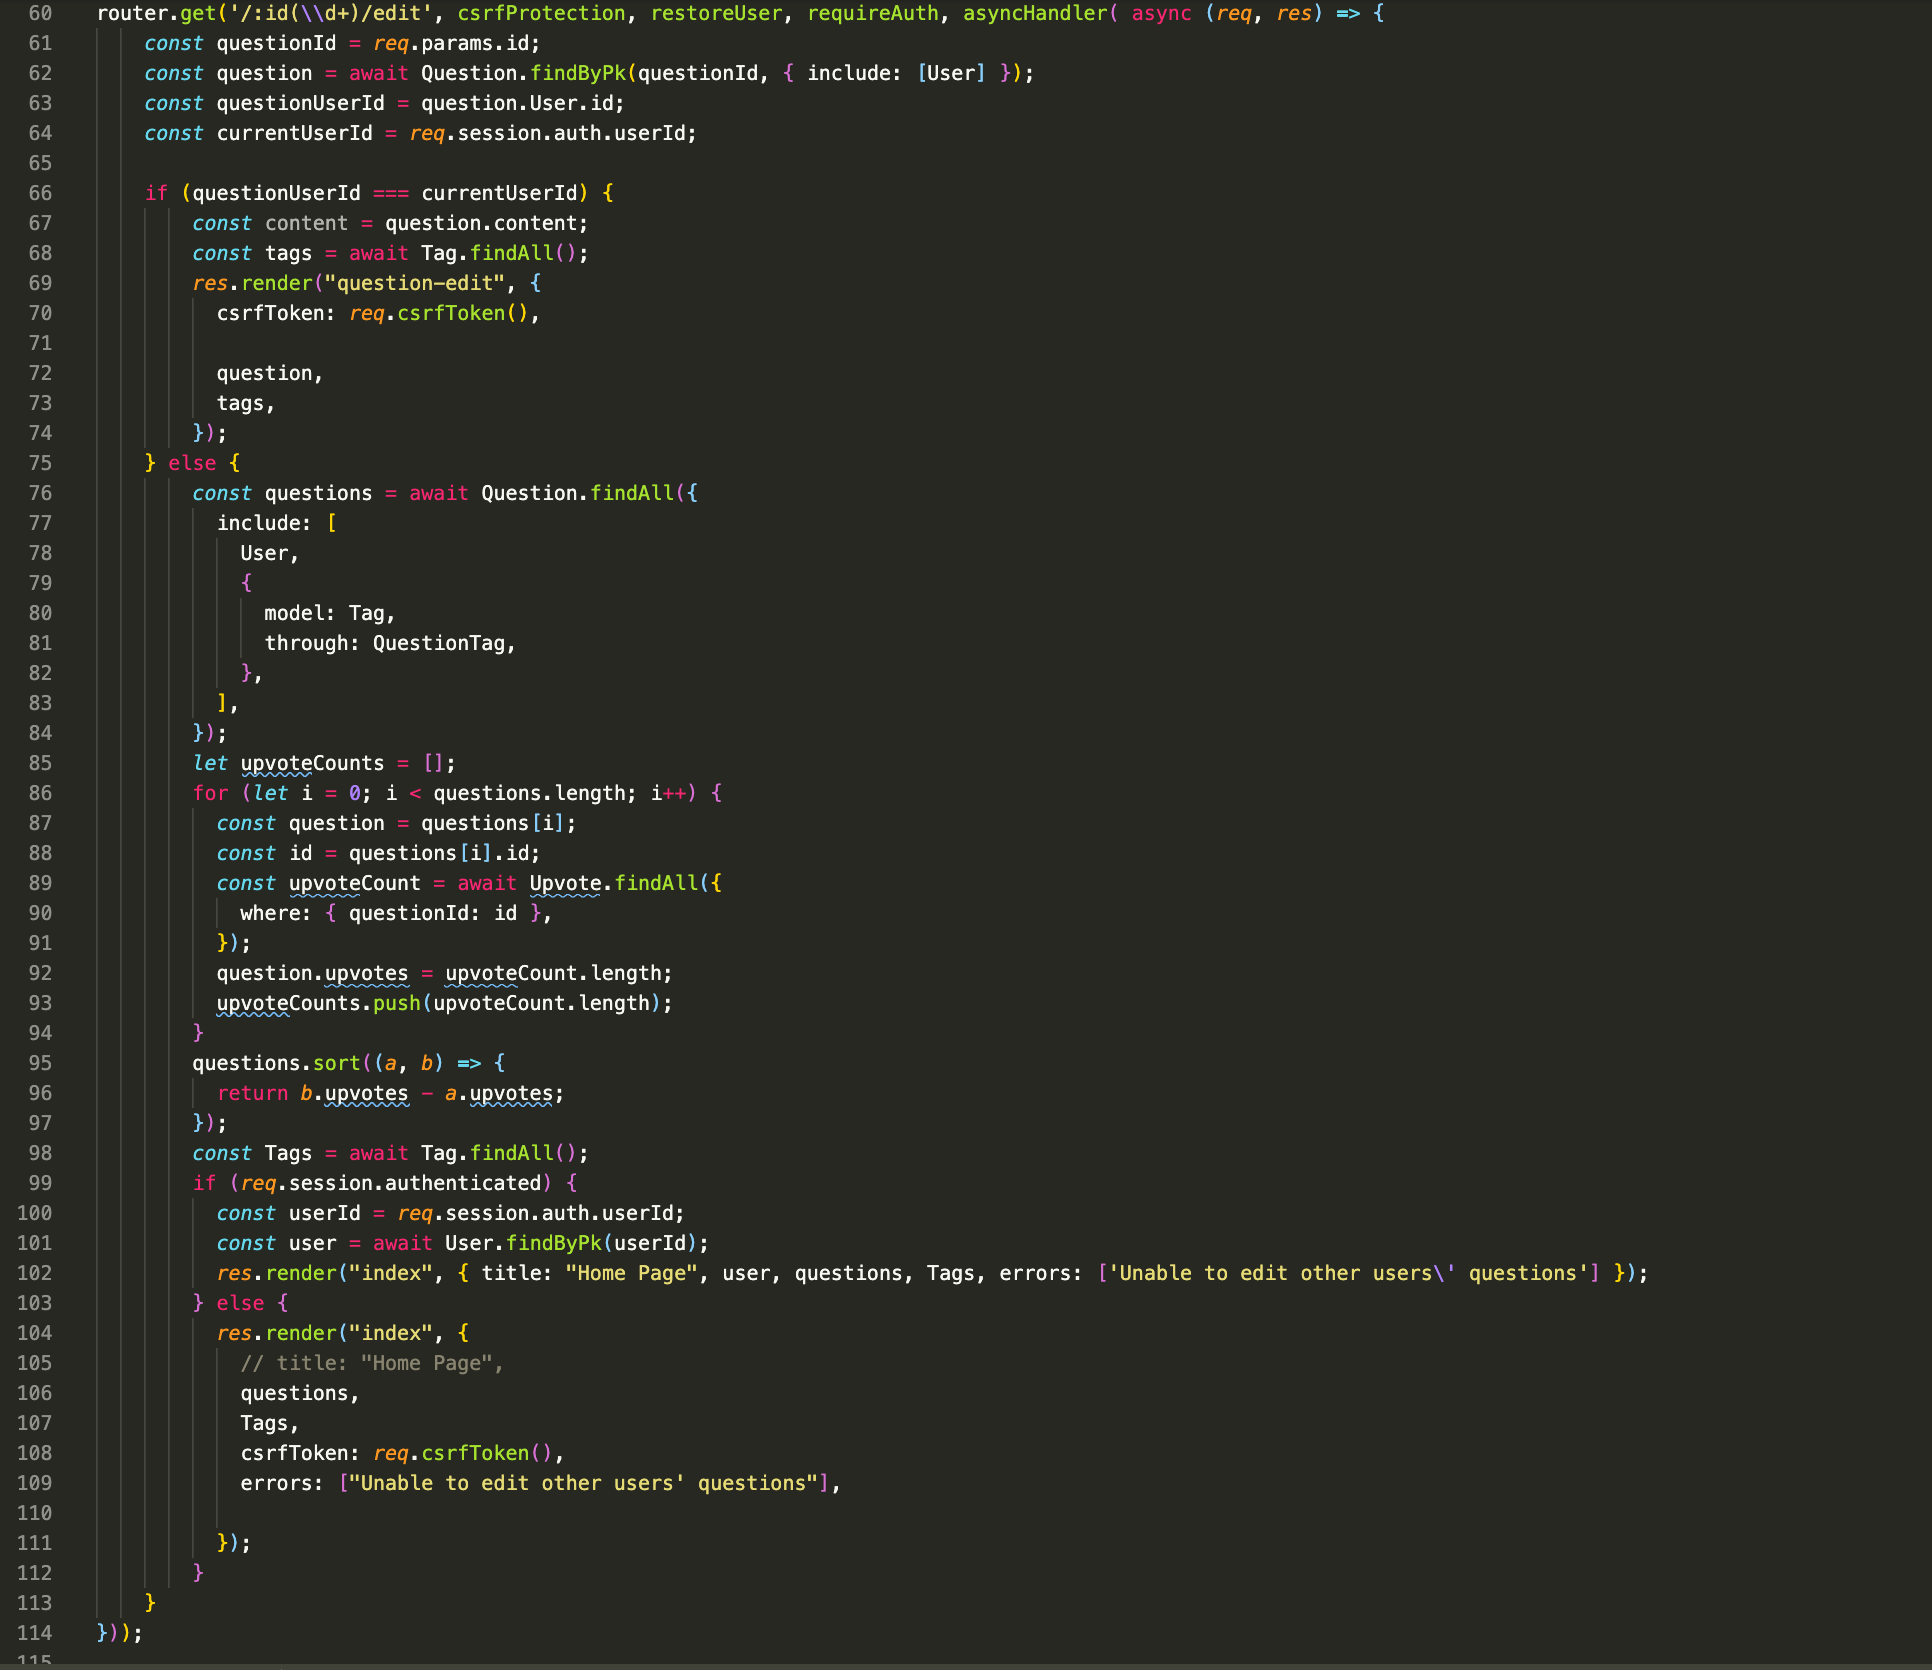 60 router.get('/:id(\\d+)/edit', csrfProtection, restoreUser, requireAuth, asyncHandler( async (req, res) => {
61 const questionId = req.params.id;
62 const question = await Question.findByPk(questionId, { include: [User] });
63 const questionUserId = question.User.id;
64 const currentUserId = req.session.auth.userId;
65
66 if (questionUserId === currentUserId) {
67 const content = question.content;
68 const tags = await Tag.findAll();
69 res.render("question-edit", {
70 csrfToken: req.csrfToken(),
71
72 question,
73 tags,
74 });
75 } else {
76 const questions = await Question.findAll({
77 include: [
78 User,
79 {
80 model: Tag,
81 through: QuestionTag,
82 },
83 ],
84 });
85 let upvoteCounts = [];
86 for (let i = 0; i < questions.length; i++) {
87 const question = questions[i];
88 const id = questions[i].id;
89 const upvoteCount = await Upvote.findAll({
90 where: { questionId: id },
91 });
92 question.upvotes = upvoteCount.length;
93 upvoteCounts.push(upvoteCount.length);
94 }
95 questions.sort((a, b) => {
96 return b.upvotes - a.upvotes;
97 });
98 const Tags = await Tag.findAll();
99 if (req.session.authenticated) {
100 const userId = req.session.auth.userId;
101 const user = await User.findByPk(userId);
102 res.render("index", { title: "Home Page", user, questions, Tags, errors: ['Unable to edit other users\' questions'] });
103 } else {
104 res.render("index", {
105 // title: "Home Page",
106 questions,
107 Tags,
108 csrfToken: req.csrfToken(),
109 errors: ["Unable to edit other users' questions"],
110
111 });
112 }
113 }
114 }));
115